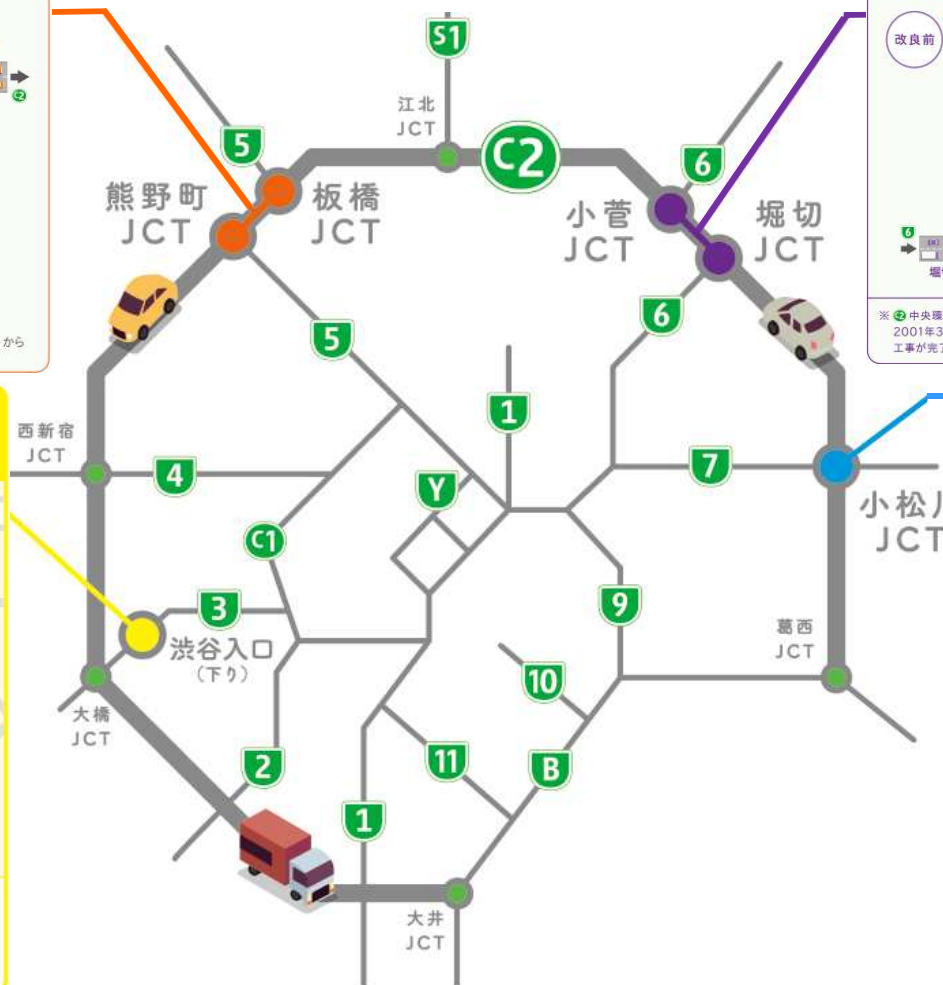 S1
改良前
江北
JCT
C2
5
6
熊野町
JCT
板橋
JCT
小菅
JCT
堀切
JCT
6
※ C2 中央環
2001年3
工事が完了
から
5
6
1
西新宿
JCT
4
Y
7
小松川
JCT
C1
3
9
渋谷入口
(下り)
葛西
JCT
10
大橋
JCT
2
11
B
1
大井
JCT